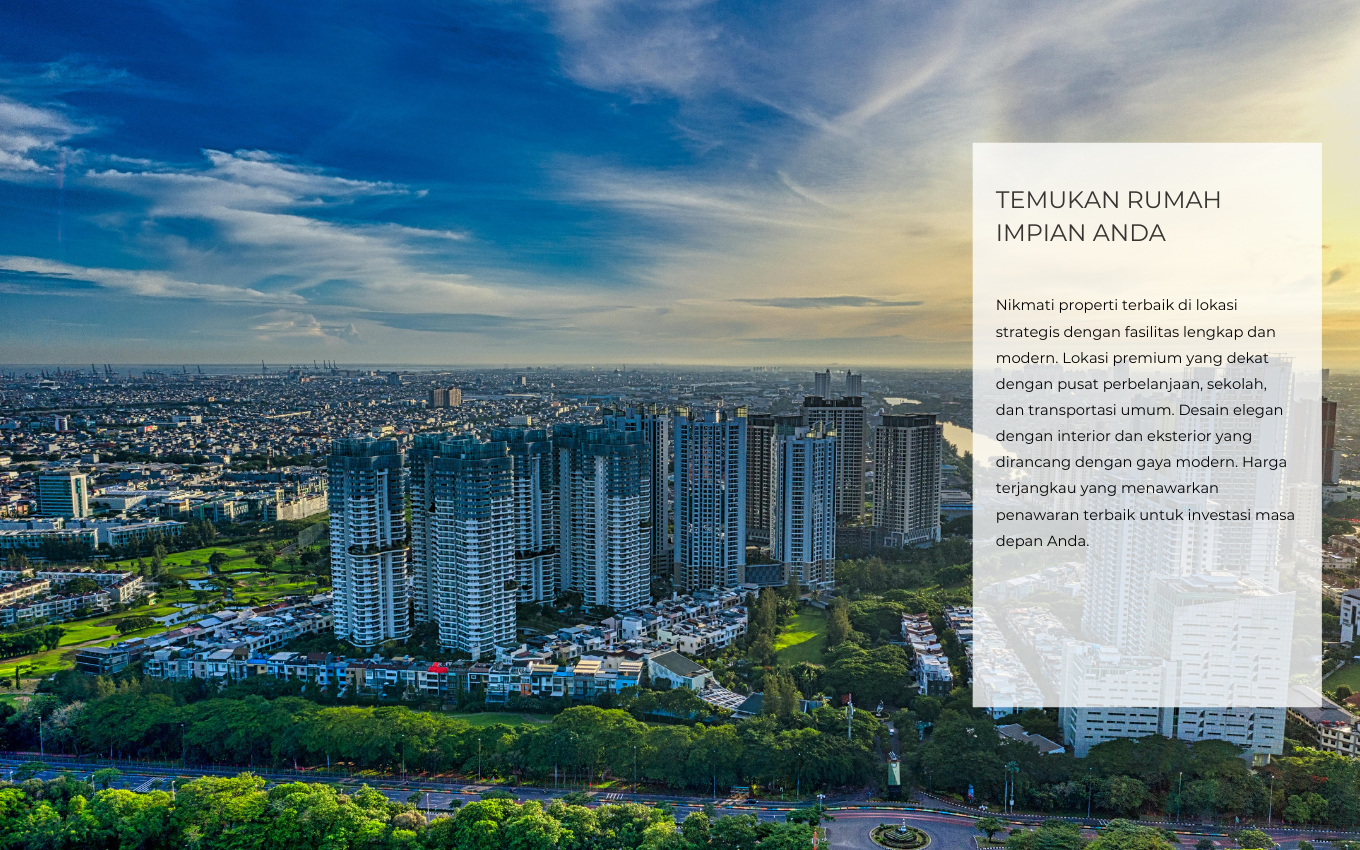 TEMUKAN RUMAH
IMPIAN ANDA
Nikmati properti terbaik di lokasi
strategis dengan fasilitas lengkap dan
modern. Lokasi premium yang dekat
dengan pusat perbelanjaan, sekolah,
dan transportasi umum. Desain elegan
dengan interior dan eksterior yang
dirancang dengan gaya modern. Harga
terjangkau yang menawarkan
penawaran terbaik untuk investasi masa
depan Anda.